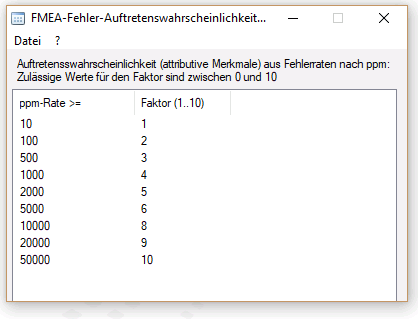 FMEA-Fehler-Auftretenswahrscheinlichkeit...
Datei ?
Auftretensswahrscheinlichkeit (attributive Merkmale) aus Fehlerraten nach ppm:
Zulässige Werte für den Faktor sind zwischen 0 und 10
ppm-Rate >= Faktor (1..10)
10 1
100 2
500 3
1000 4
2000 5
5000 6
10000 8
20000 9
50000 10